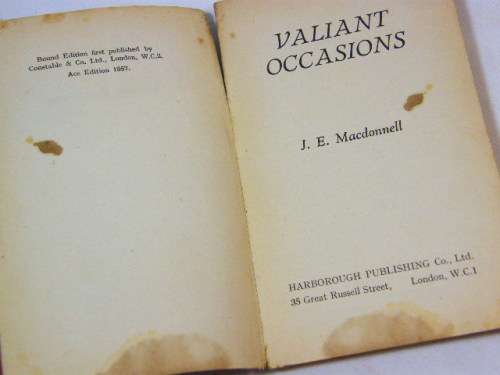 Bound Edition first published by
Constable & Co, Ltd., London, W.C.2.
Ace Edition 1957.
VALIANT
OCCASIONS
J. E. Macdonnell
HARBOROUGH PUBLISHING Co., Ltd.
35 Great Russell Street, London, W.C.1